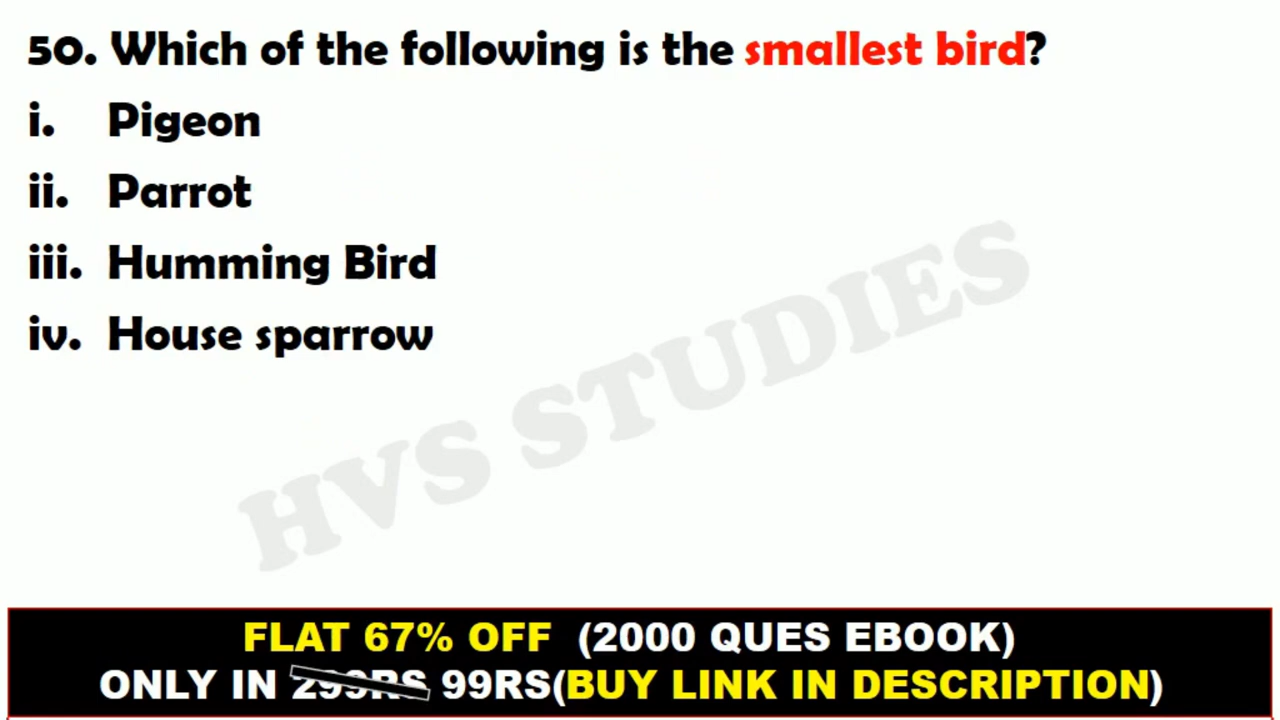 50. Which of the following is the smallest bird?
i. Pigeon
ii. Parrot
iii. Humming Bird
iv. House sparrow
HVS STUDIES
FLAT 67% OFF (2000 QUES EBOOK)
ONLY IN 299RS 99RS(BUY LINK IN DESCRIPTION)